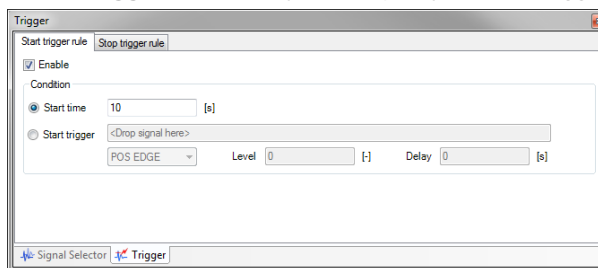 Trigger
Start trigger rule Stop trigger rule
Enable
Condition
Start time 10 [s]
Start trigger <Drop signal here>
POS EDGE Level 0 [-] Delay 0 [s]
Signal Selector Trigger